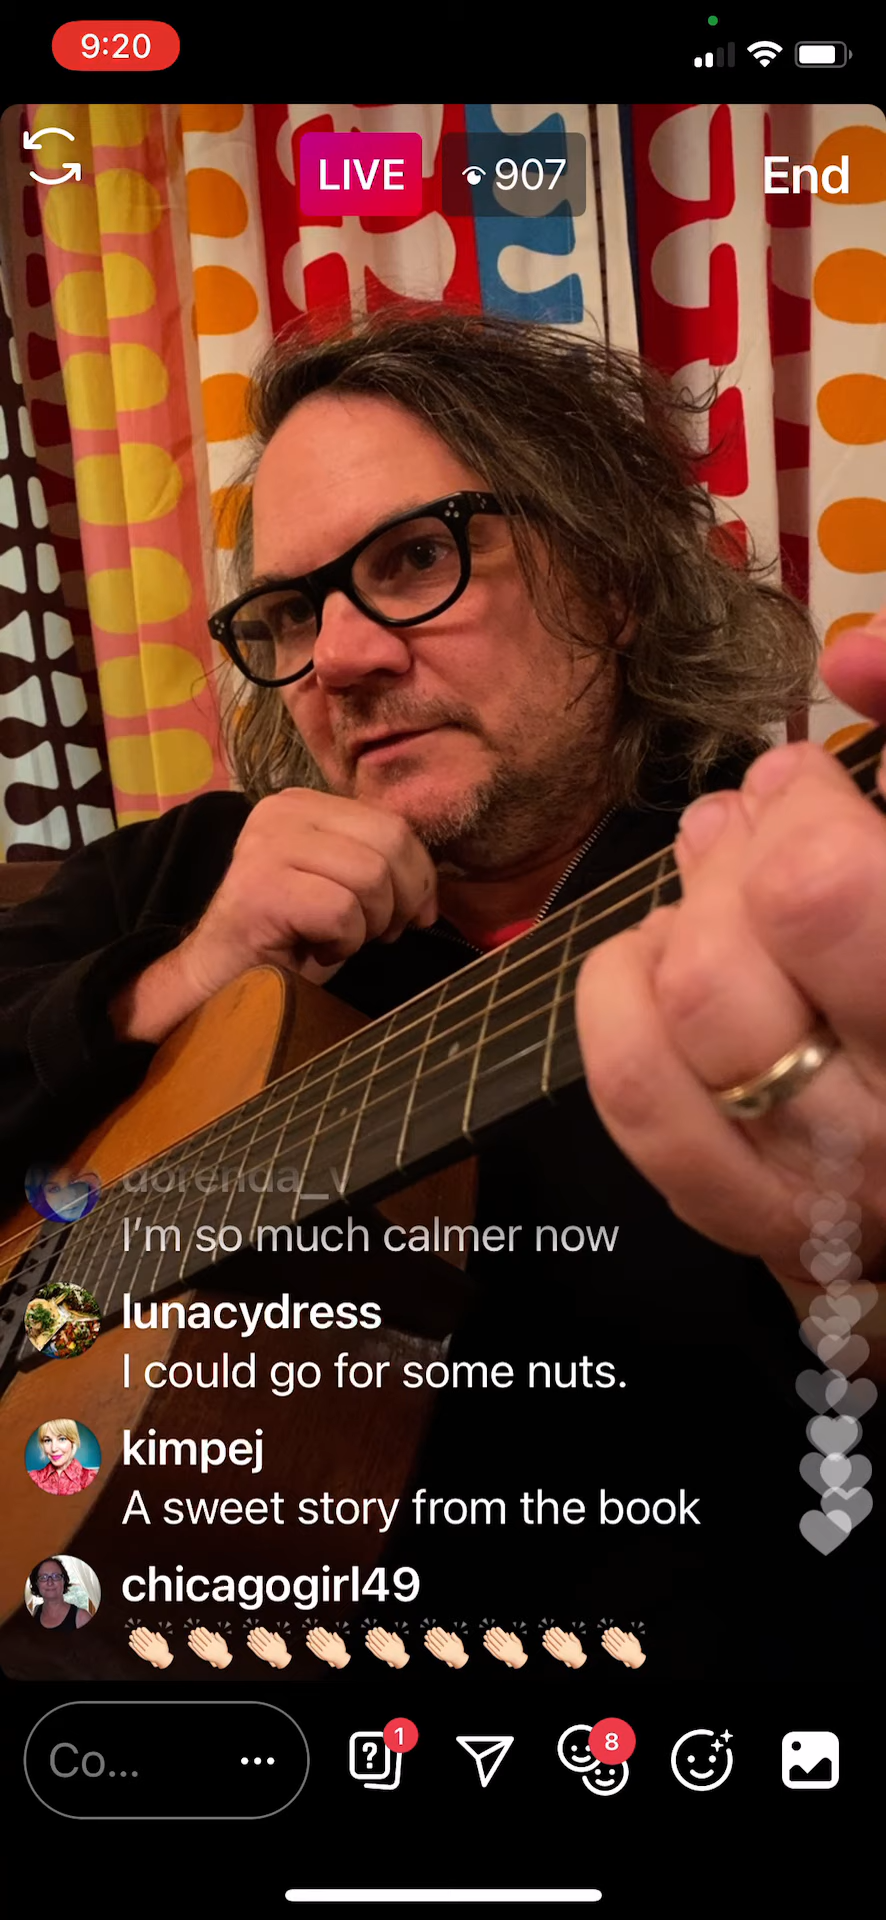 9:20
LIVE
907
End
dorenda_v
I'm so much calmer now
lunacydress
I could go for some nuts.
kimpej
A sweet story from the book
chicagogirl49
👏🏻👏🏻👏🏻👏🏻👏🏻👏🏻👏🏻👏🏻👏🏻
Co...
1
8